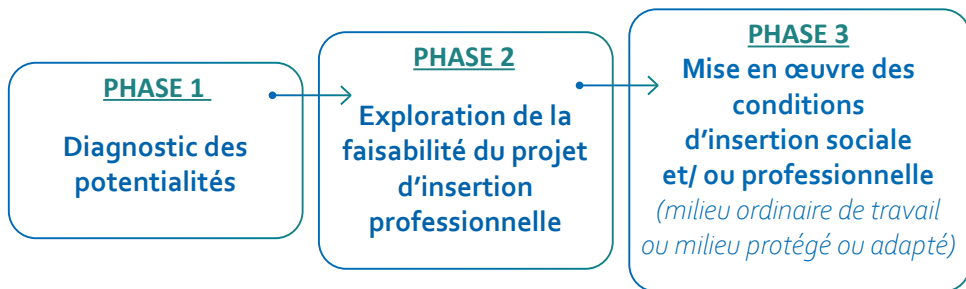 PHASE 1
Diagnostic des
potentialités
PHASE 2
Exploration de la
faisabilité du projet
d'insertion
professionnelle
PHASE 3
Mise en œuvre des
conditions
d'insertion sociale
et/ ou professionnelle
(milieu ordinaire de travail
ou milieu protégé ou adapté)